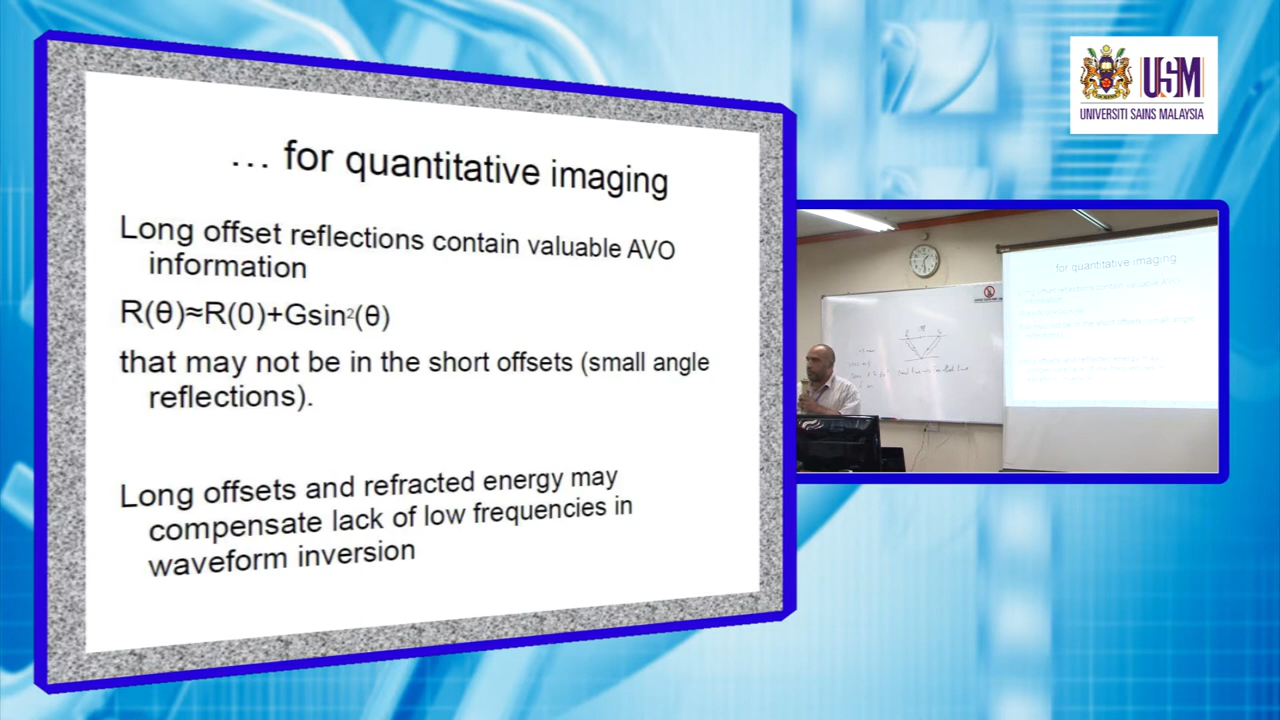 … for quantitative imaging
Long offset reflections contain valuable AVO
information
R(θ)≈R(0)+Gsin²(θ)
that may not be in the short offsets (small angle
reflections).
Long offsets and refracted energy may
compensate lack of low frequencies in
waveform inversion
USM
UNIVERSITI SAINS MALAYSIA
for quantitative imaging